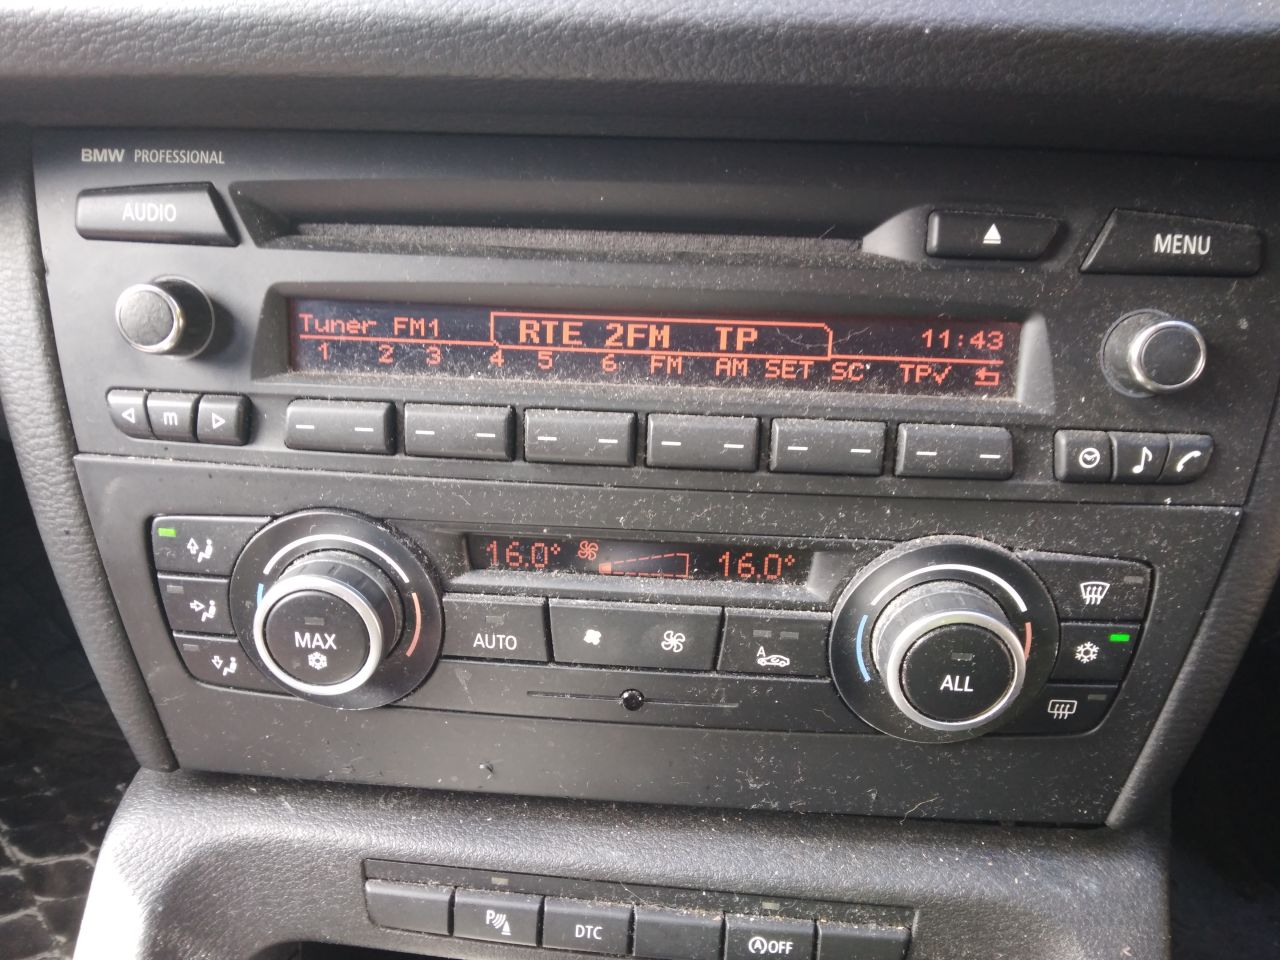 BMW PROFESSIONAL
AUDIO
MENU
Tuner FM1 RTE 2FM TP 11:43
1 2 3 4 5 6 FM AM SET SC TP✓
m
16.0° 16.0°
MAX
AUTO
A
ALL
P
DTC
A OFF